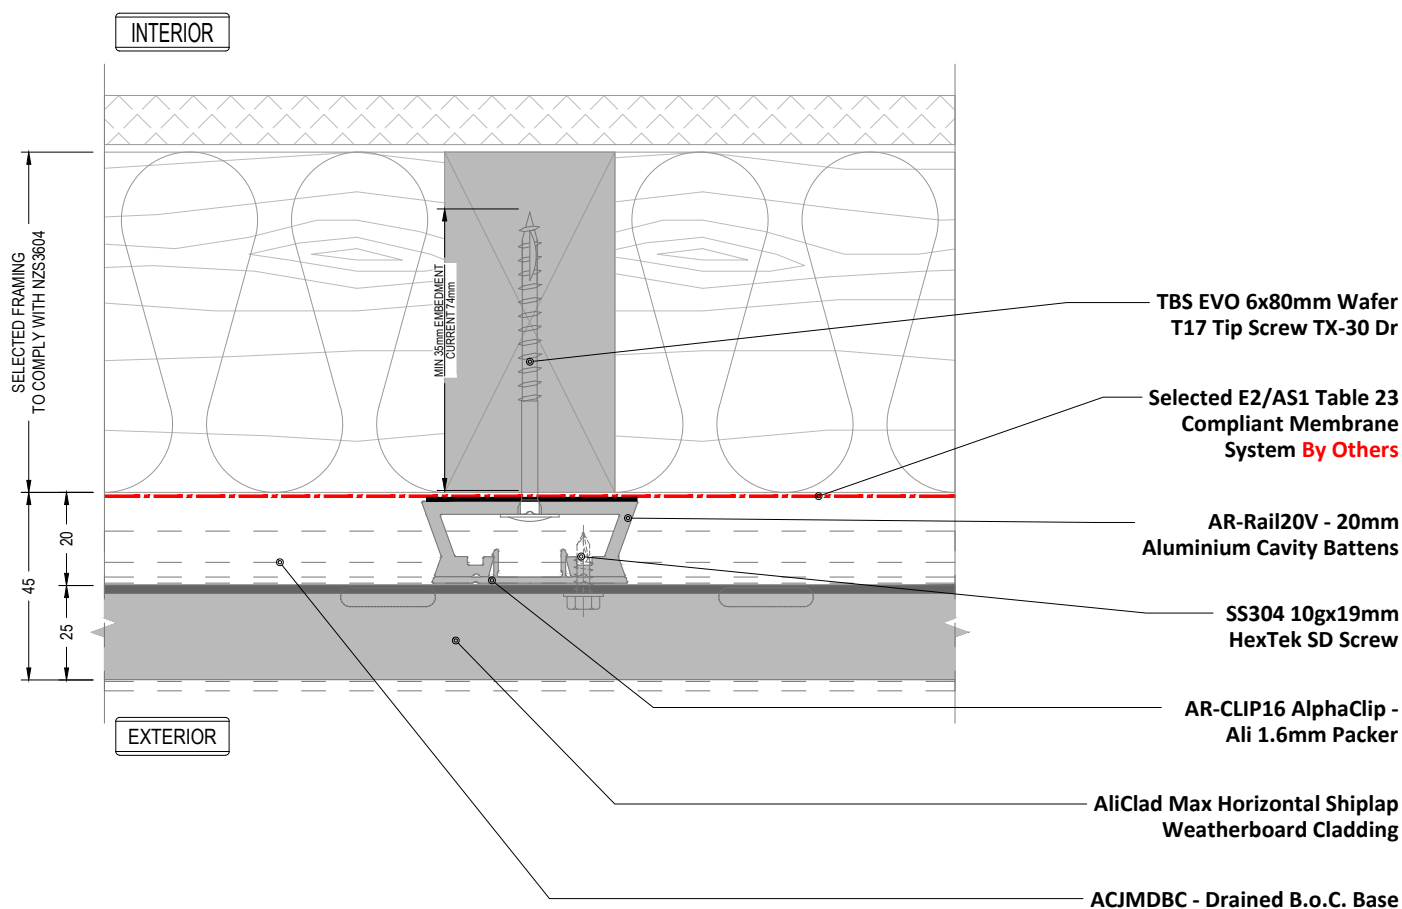 INTERIOR
SELECTED FRAMING
TO COMPLY WITH NZS3604
MIN 35mm EMBEDMENT
CURRENT 74mm
TBS EVO 6x80mm Wafer
T17 Tip Screw TX-30 Dr
Selected E2/AS1 Table 23
Compliant Membrane
System By Others
AR-Rail20V - 20mm
Aluminium Cavity Battens
45
20
25
SS304 10gx19mm
HexTek SD Screw
AR-CLIP16 AlphaClip -
Ali 1.6mm Packer
EXTERIOR
AliClad Max Horizontal Shiplap
Weatherboard Cladding
ACJMDBC - Drained B.o.C. Base